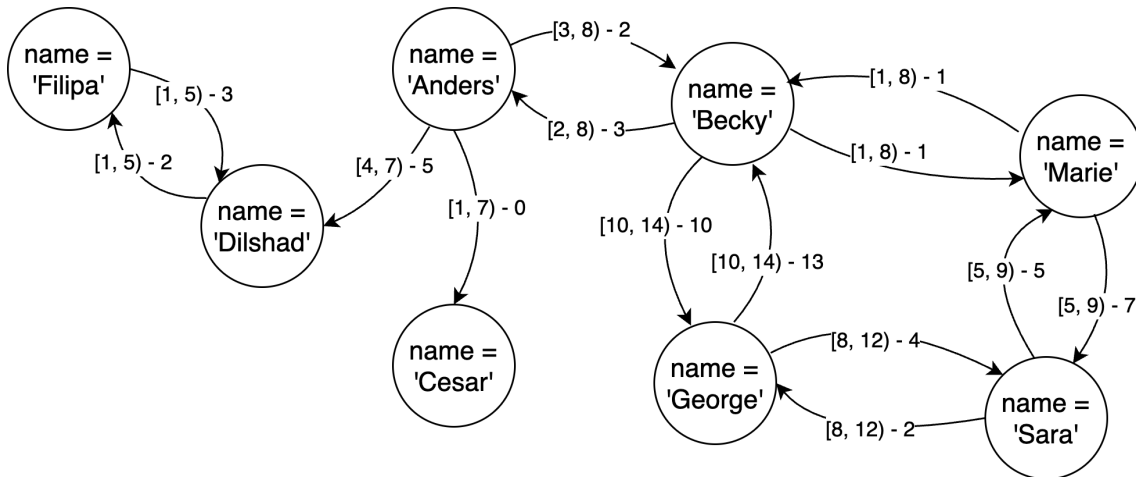 name =
'Filipa'
[1, 5) - 3
[1, 5) - 2
name =
'Dilshad'
name =
'Anders'
[3, 8) - 2
[2, 8) - 3
[4, 7) - 5
[1, 7) - 0
name =
'Cesar'
name =
'Becky'
[1, 8) - 1
[1, 8) - 1
name =
'Marie'
[10, 14) - 10
[10, 14) - 13
[5, 9) - 5
[5, 9) - 7
name =
'George'
[8, 12) - 4
[8, 12) - 2
name =
'Sara'